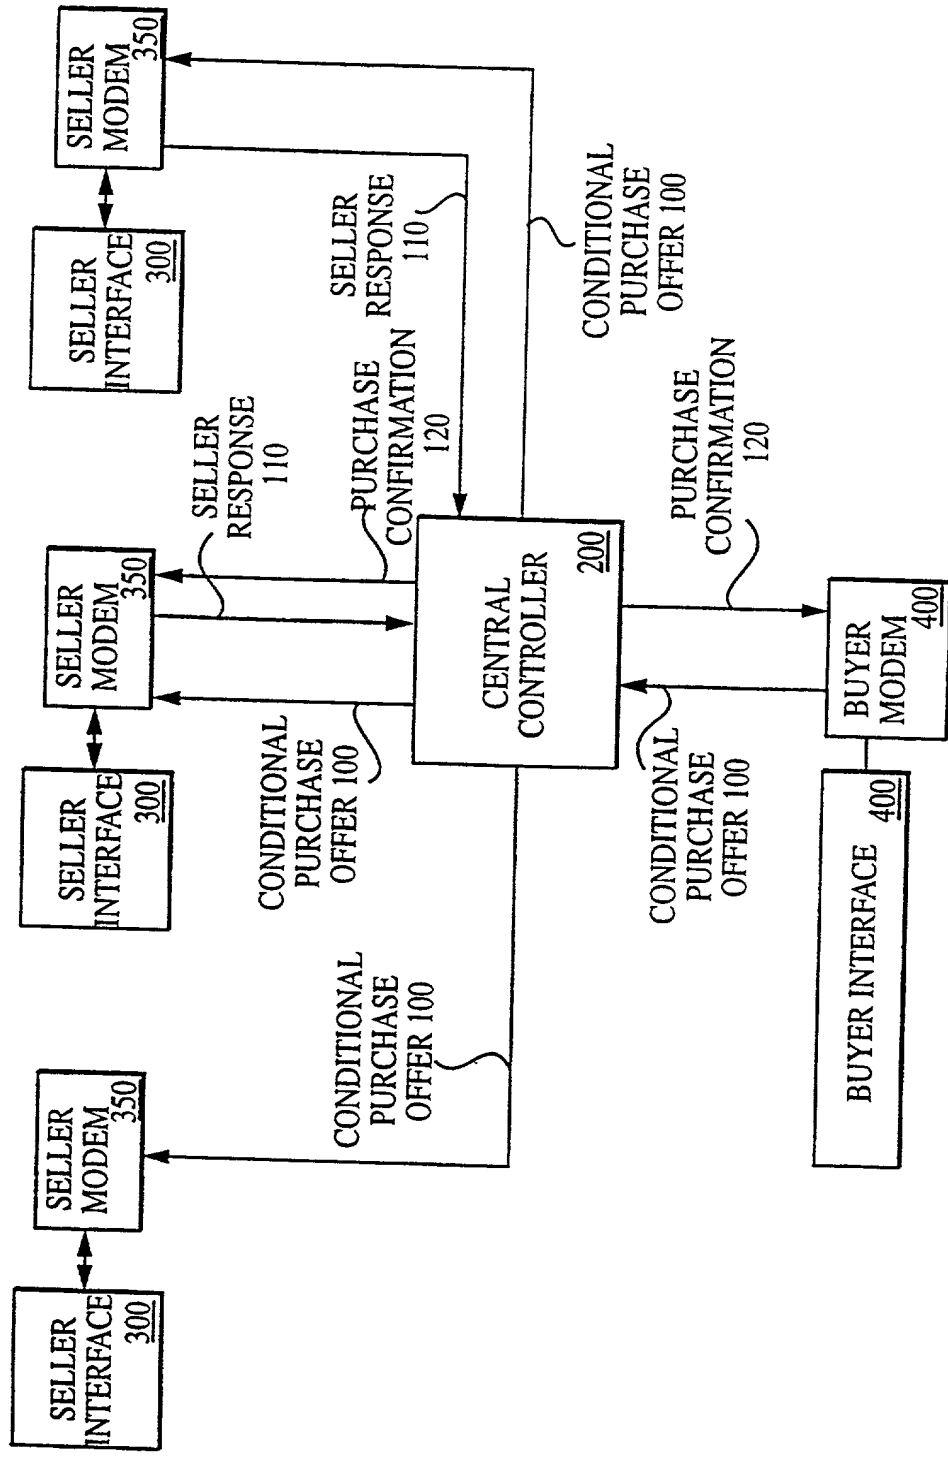 SELLER
INTERFACE
300
SELLER
MODEM
350
SELLER
INTERFACE
300
SELLER
MODEM
350
SELLER
INTERFACE
300
SELLER
MODEM
350
CONDITIONAL
PURCHASE
OFFER 100
CONDITIONAL
PURCHASE
OFFER 100
SELLER
RESPONSE
110
PURCHASE
CONFIRMATION
120
SELLER
RESPONSE
110
CONDITIONAL
PURCHASE
OFFER 100
CENTRAL
CONTROLLER
200
CONDITIONAL
PURCHASE
OFFER 100
PURCHASE
CONFIRMATION
120
BUYER INTERFACE
400
BUYER
MODEM
400